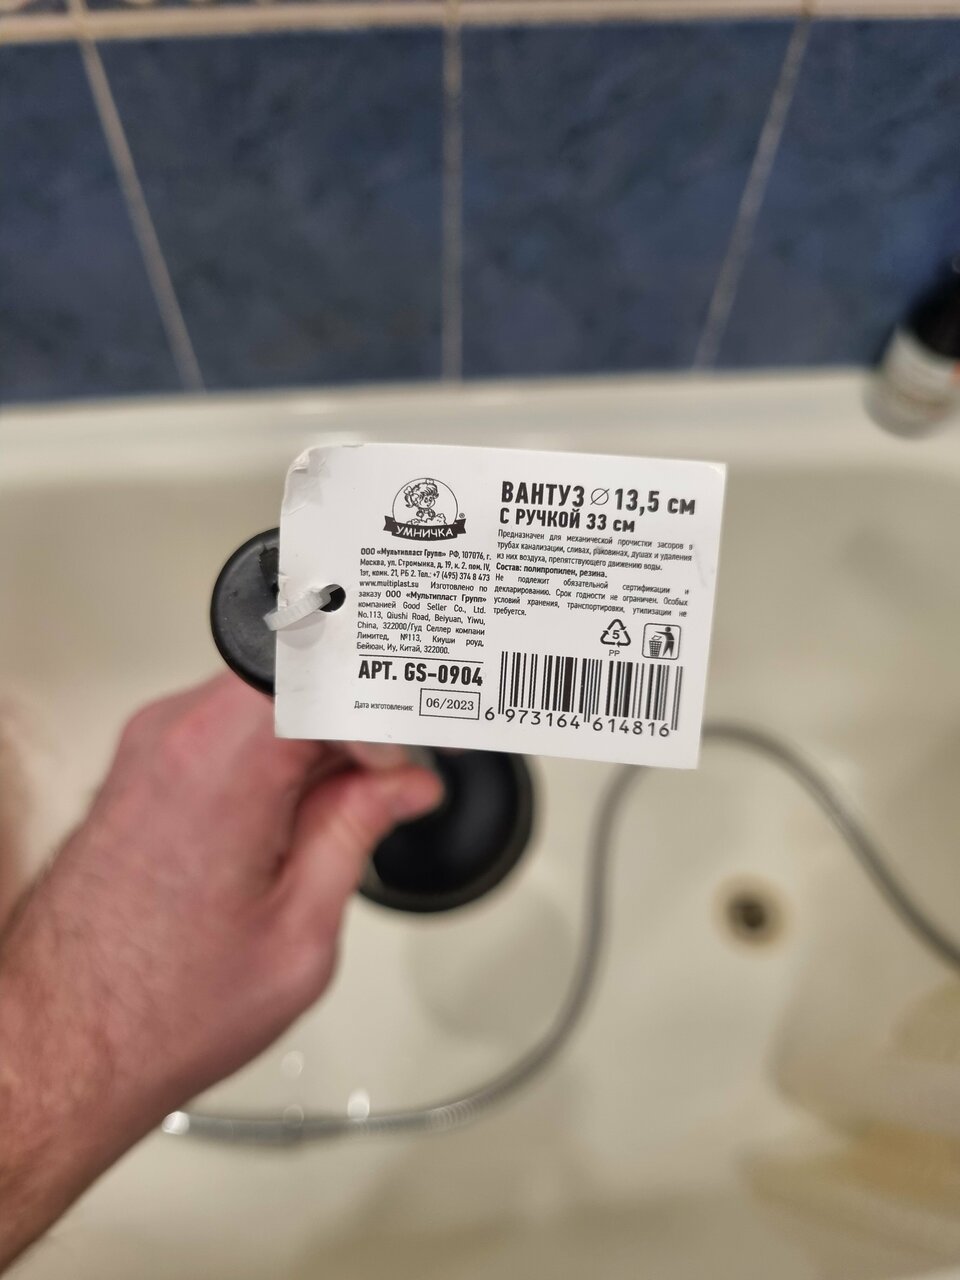 УМНИЧКА
®
ООО «Мультипласт Групп» РФ, 107076, г.
Москва, ул. Стромынка, д. 19, к. 2. пом. IV,
1эт, комн. 21, РБ 2. Тел.: +7 (495) 374 8 473
www.multiplast.su Изготовлено по
заказу ООО «Мультипласт Групп»
компанией Good Seller Co., Ltd.
No.113, Qiushi Road, Beiyuan, Yiwu,
China, 322000/Гуд Селлер компани
Лимитед, №113, Киуши роуд,
Бейюан, Иу, Китай, 322000.
АРТ. GS-0904
Дата изготовления: 06/2023
ВАНТУЗ ∅ 13,5 см
С РУЧКОЙ 33 см
Предназначен для механической прочистки засоров в
трубах канализации, сливах, раковинах, душах и удаления
из них воздуха, препятствующего движению воды.
Состав: полипропилен, резина.
Не подлежит обязательной сертификации и
декларированию. Срок годности не ограничен. Особых
условий хранения, транспортировки, утилизации не
требуется.
5
PP
6 973164 614816